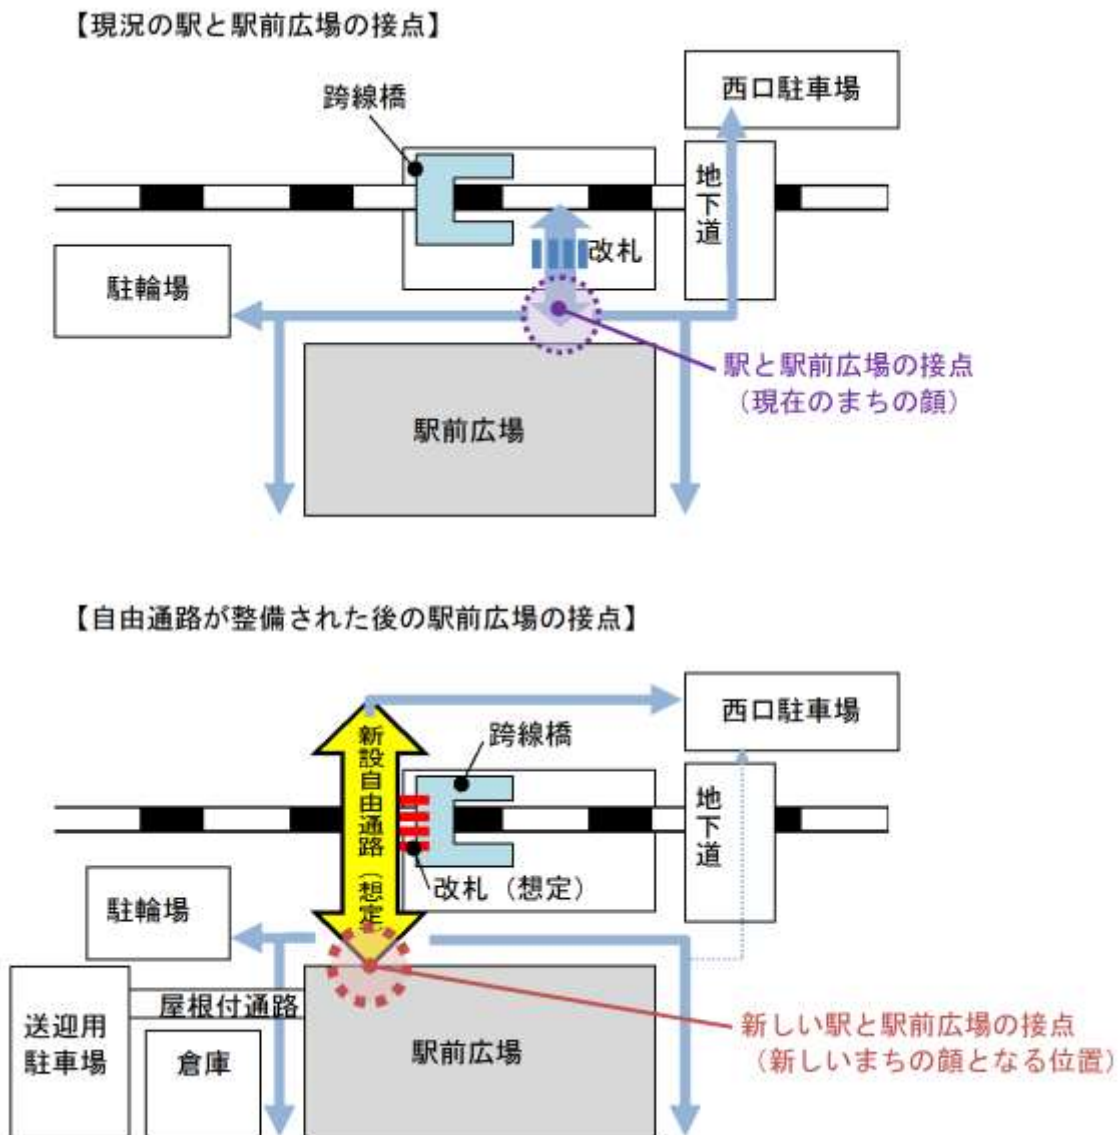 【現況の駅と駅前広場の接点】
西口駐車場
跨線橋
地下道
改札
駐輪場
駅と駅前広場の接点
（現在のまちの顔）
駅前広場
【自由通路が整備された後の駅前広場の接点】
西口駐車場
跨線橋
新設自由通路（想定）
地下道
改札（想定）
駐輪場
屋根付通路
送迎用
駐車場
倉庫
駅前広場
新しい駅と駅前広場の接点
（新しいまちの顔となる位置）